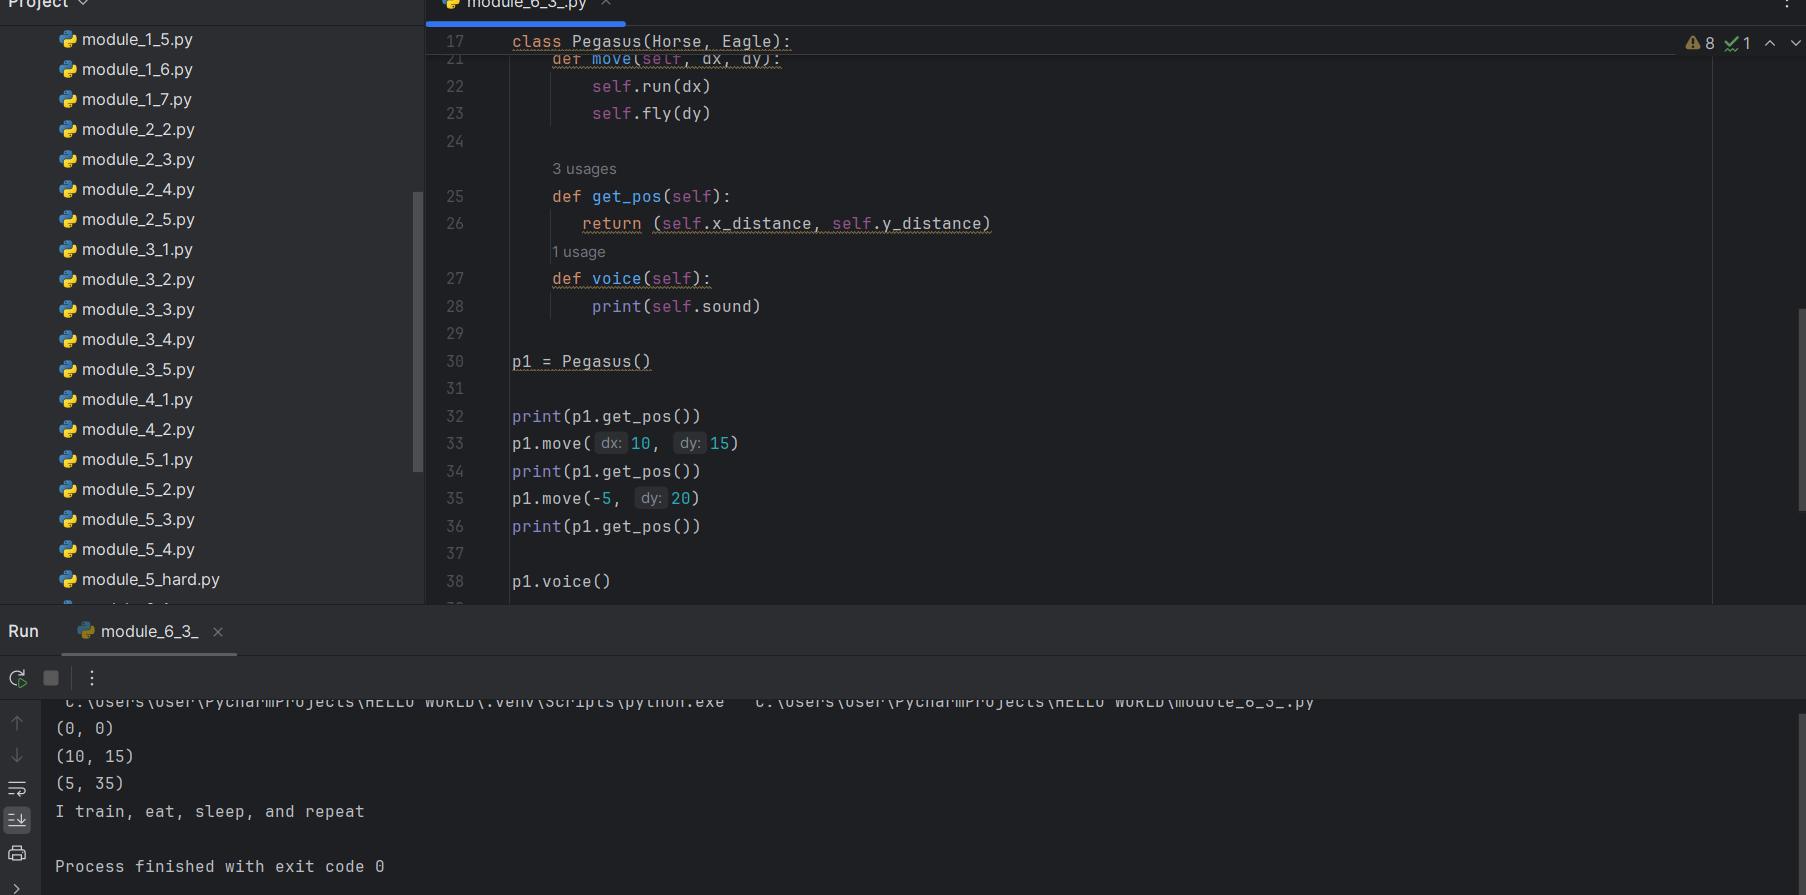 Project
module_1_5.py
module_1_6.py
module_1_7.py
module_2_2.py
module_2_3.py
module_2_4.py
module_2_5.py
module_3_1.py
module_3_2.py
module_3_3.py
module_3_4.py
module_3_5.py
module_4_1.py
module_4_2.py
module_5_1.py
module_5_2.py
module_5_3.py
module_5_4.py
module_5_hard.py
module_6_3_.py
8 1
17 class Pegasus(Horse, Eagle):
21 def move(self, dx, dy):
22 self.run(dx)
23 self.fly(dy)
24
3 usages
25 def get_pos(self):
26 return (self.x_distance, self.y_distance)
1 usage
27 def voice(self):
28 print(self.sound)
29
30 p1 = Pegasus()
31
32 print(p1.get_pos())
33 p1.move( dx: 10, dy: 15)
34 print(p1.get_pos())
35 p1.move(-5, dy: 20)
36 print(p1.get_pos())
37
38 p1.voice()
Run module_6_3_
C:\Users\User\PycharmProjects\HELLO WORLD\.venv\Scripts\python.exe C:\Users\User\PycharmProjects\HELLO WORLD\module_6_3_.py
(0, 0)
(10, 15)
(5, 35)
I train, eat, sleep, and repeat
Process finished with exit code 0